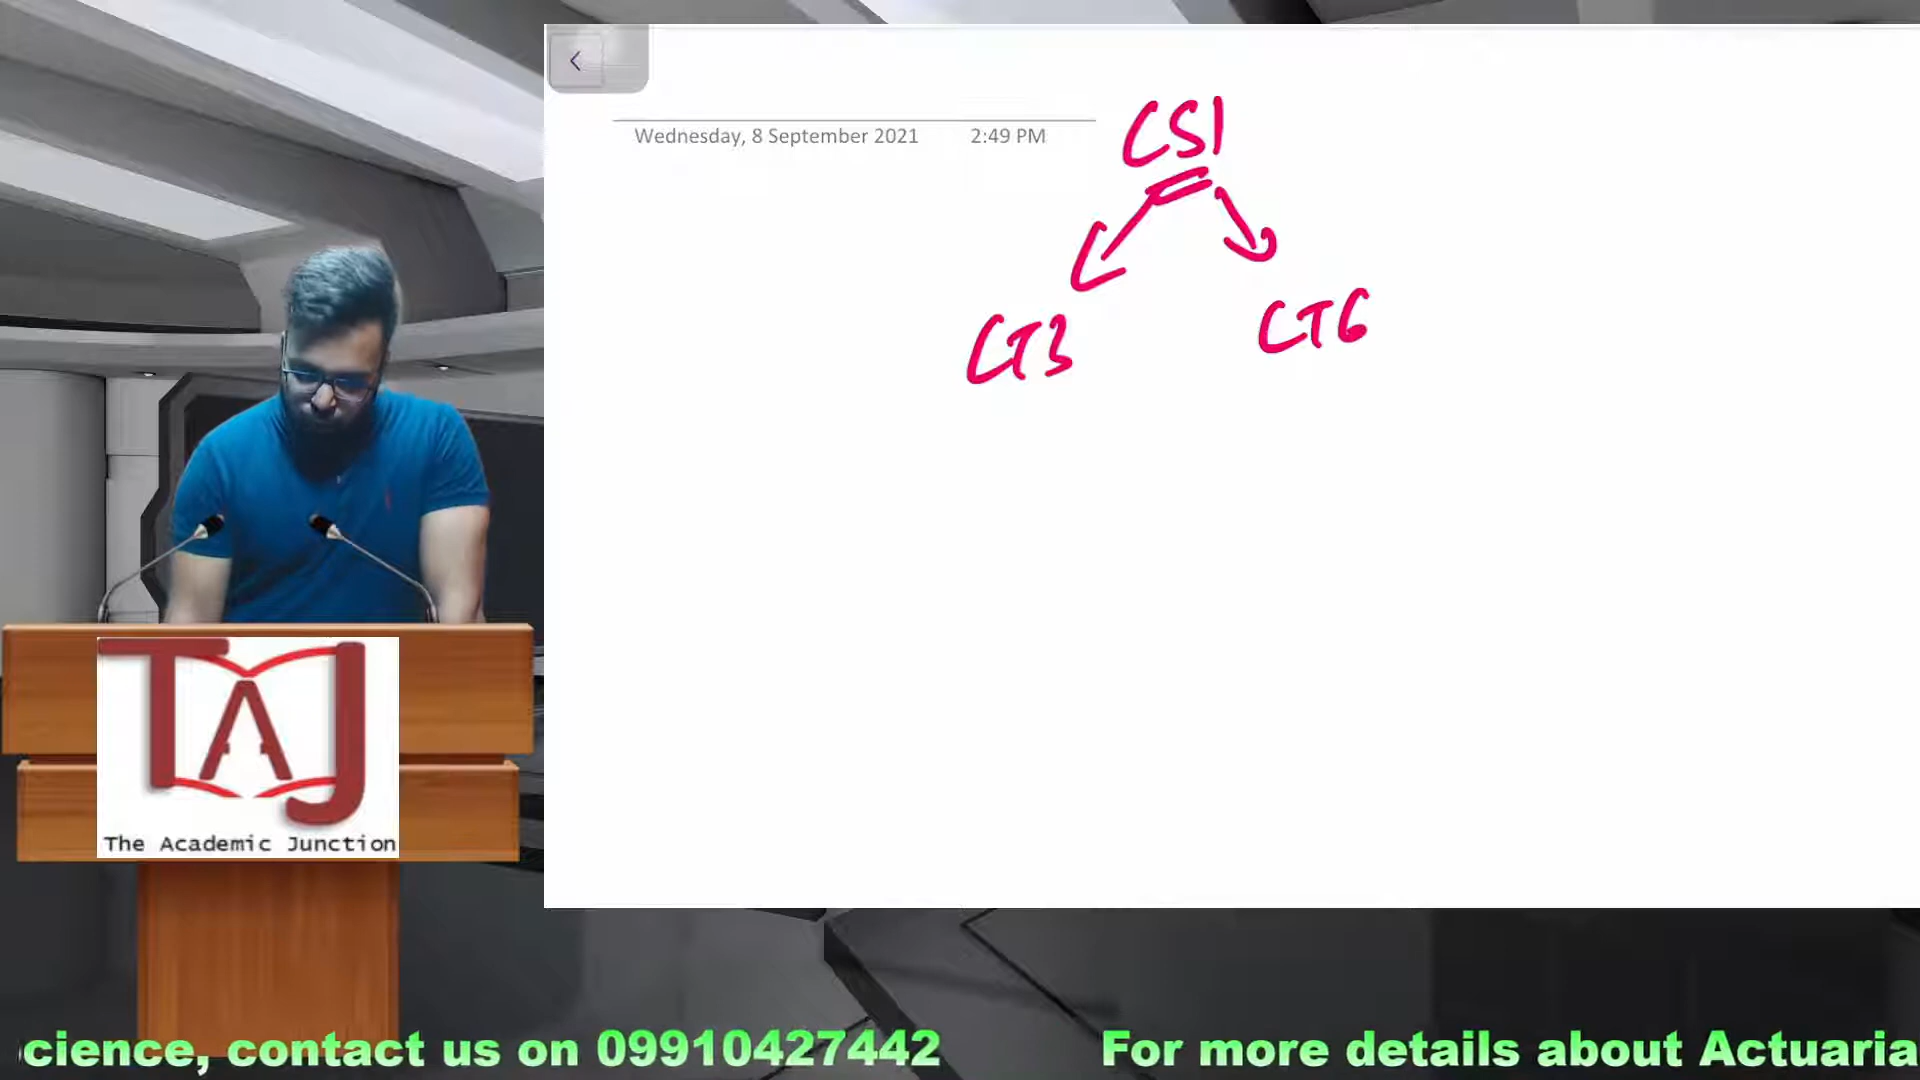 Wednesday, 8 September 2021 2:49 PM
CS1
CT3 CT6
TAJ
The Academic Junction
cience, contact us on 09910427442 For more details about Actuaria